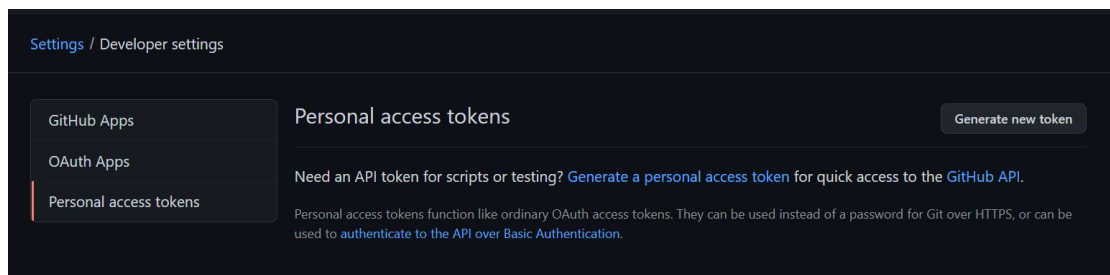 Settings / Developer settings
GitHub Apps
OAuth Apps
Personal access tokens
Personal access tokens
Generate new token
Need an API token for scripts or testing? Generate a personal access token for quick access to the GitHub API.
Personal access tokens function like ordinary OAuth access tokens. They can be used instead of a password for Git over HTTPS, or can be
used to authenticate to the API over Basic Authentication.